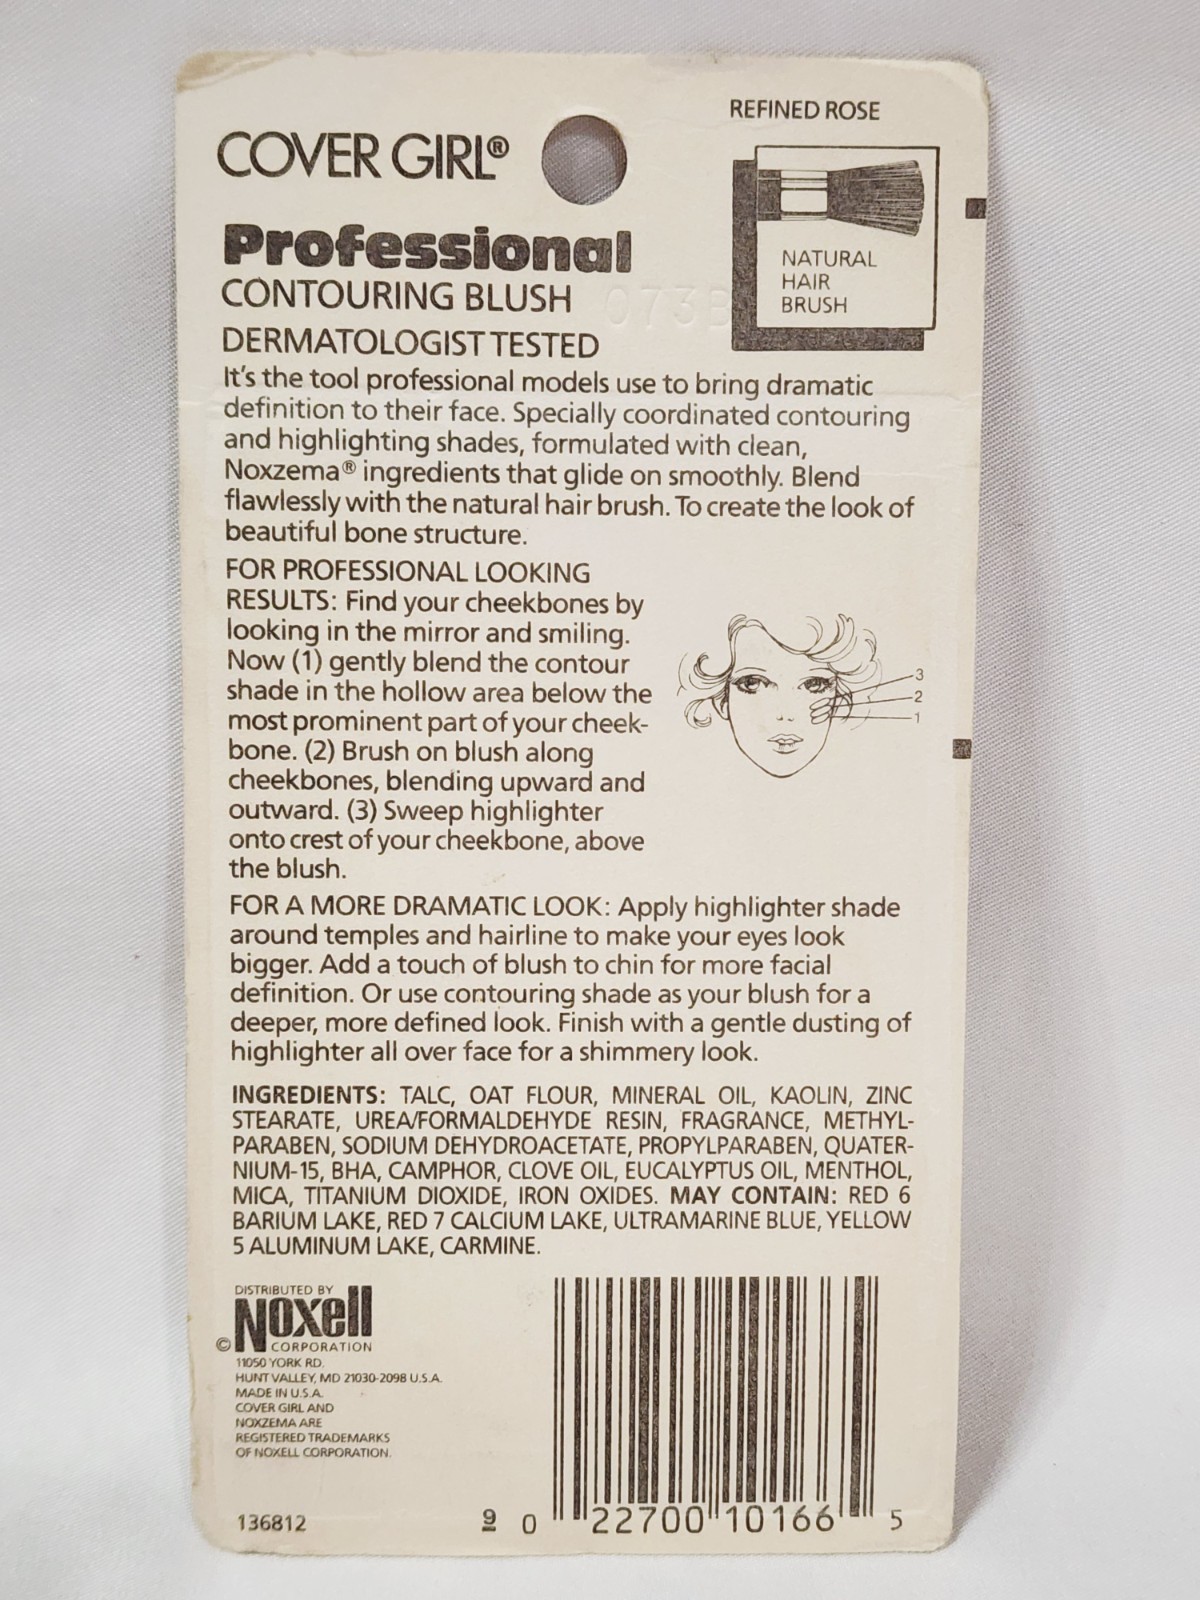 REFINED ROSE
COVER GIRL®
Professional
CONTOURING BLUSH
073B
NATURAL
HAIR
BRUSH
DERMATOLOGIST TESTED
It's the tool professional models use to bring dramatic
definition to their face. Specially coordinated contouring
and highlighting shades, formulated with clean,
Noxzema® ingredients that glide on smoothly. Blend
flawlessly with the natural hair brush. To create the look of
beautiful bone structure.
FOR PROFESSIONAL LOOKING
RESULTS: Find your cheekbones by
looking in the mirror and smiling.
Now (1) gently blend the contour
shade in the hollow area below the
most prominent part of your cheek-
bone. (2) Brush on blush along
cheekbones, blending upward and
outward. (3) Sweep highlighter
onto crest of your cheekbone, above
the blush.
3
2
1
FOR A MORE DRAMATIC LOOK: Apply highlighter shade
around temples and hairline to make your eyes look
bigger. Add a touch of blush to chin for more facial
definition. Or use contouring shade as your blush for a
deeper, more defined look. Finish with a gentle dusting of
highlighter all over face for a shimmery look.
INGREDIENTS: TALC, OAT FLOUR, MINERAL OIL, KAOLIN, ZINC
STEARATE, UREA/FORMALDEHYDE RESIN, FRAGRANCE, METHYL-
PARABEN, SODIUM DEHYDROACETATE, PROPYLPARABEN, QUATER-
NIUM-15, BHA, CAMPHOR, CLOVE OIL, EUCALYPTUS OIL, MENTHOL,
MICA, TITANIUM DIOXIDE, IRON OXIDES. MAY CONTAIN: RED 6
BARIUM LAKE, RED 7 CALCIUM LAKE, ULTRAMARINE BLUE, YELLOW
5 ALUMINUM LAKE, CARMINE.
DISTRIBUTED BY
Noxell
© CORPORATION
11050 YORK RD.
HUNT VALLEY, MD 21030-2098 U.S.A.
MADE IN U.S.A.
COVER GIRL AND
NOXZEMA ARE
REGISTERED TRADEMARKS
OF NOXELL CORPORATION.
136812
9 0 22700 10166 5